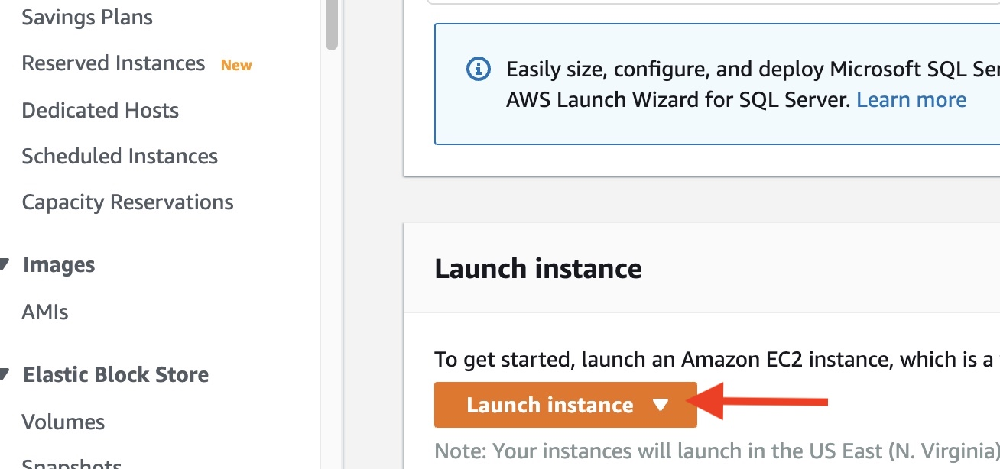 Savings Plans
Reserved Instances New
Dedicated Hosts
Scheduled Instances
Capacity Reservations
Images
AMIs
Elastic Block Store
Volumes
Snapshots
Easily size, configure, and deploy Microsoft SQL Ser
AWS Launch Wizard for SQL Server. Learn more
Launch instance
To get started, launch an Amazon EC2 instance, which is a
Launch instance
Note: Your instances will launch in the US East (N. Virginia)